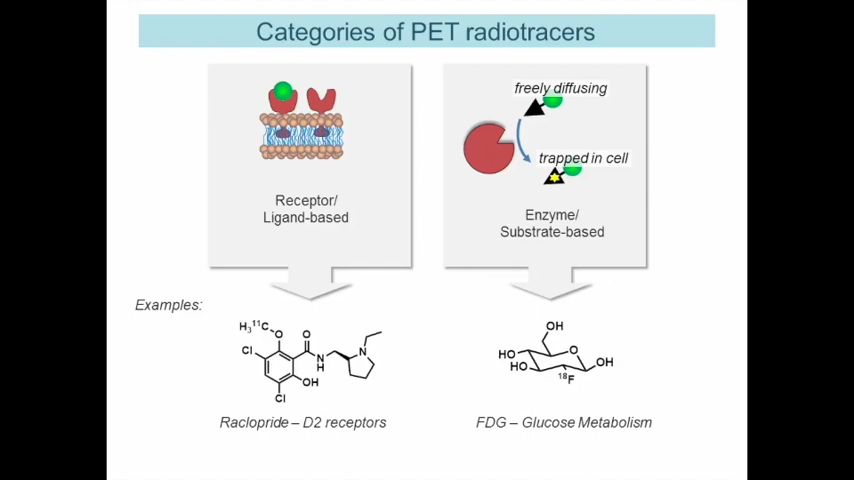 Categories of PET radiotracers
freely diffusing
trapped in cell
Receptor/
Ligand-based
Enzyme/
Substrate-based
Examples:
H₃¹¹C
O
O
Cl
N
H
N
OH
Cl
OH
HO
O
HO
OH
¹⁸F
Raclopride – D2 receptors
FDG – Glucose Metabolism